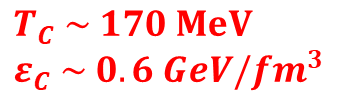 T_C ~ 170 MeV
ε_C ~ 0.6 GeV/fm³